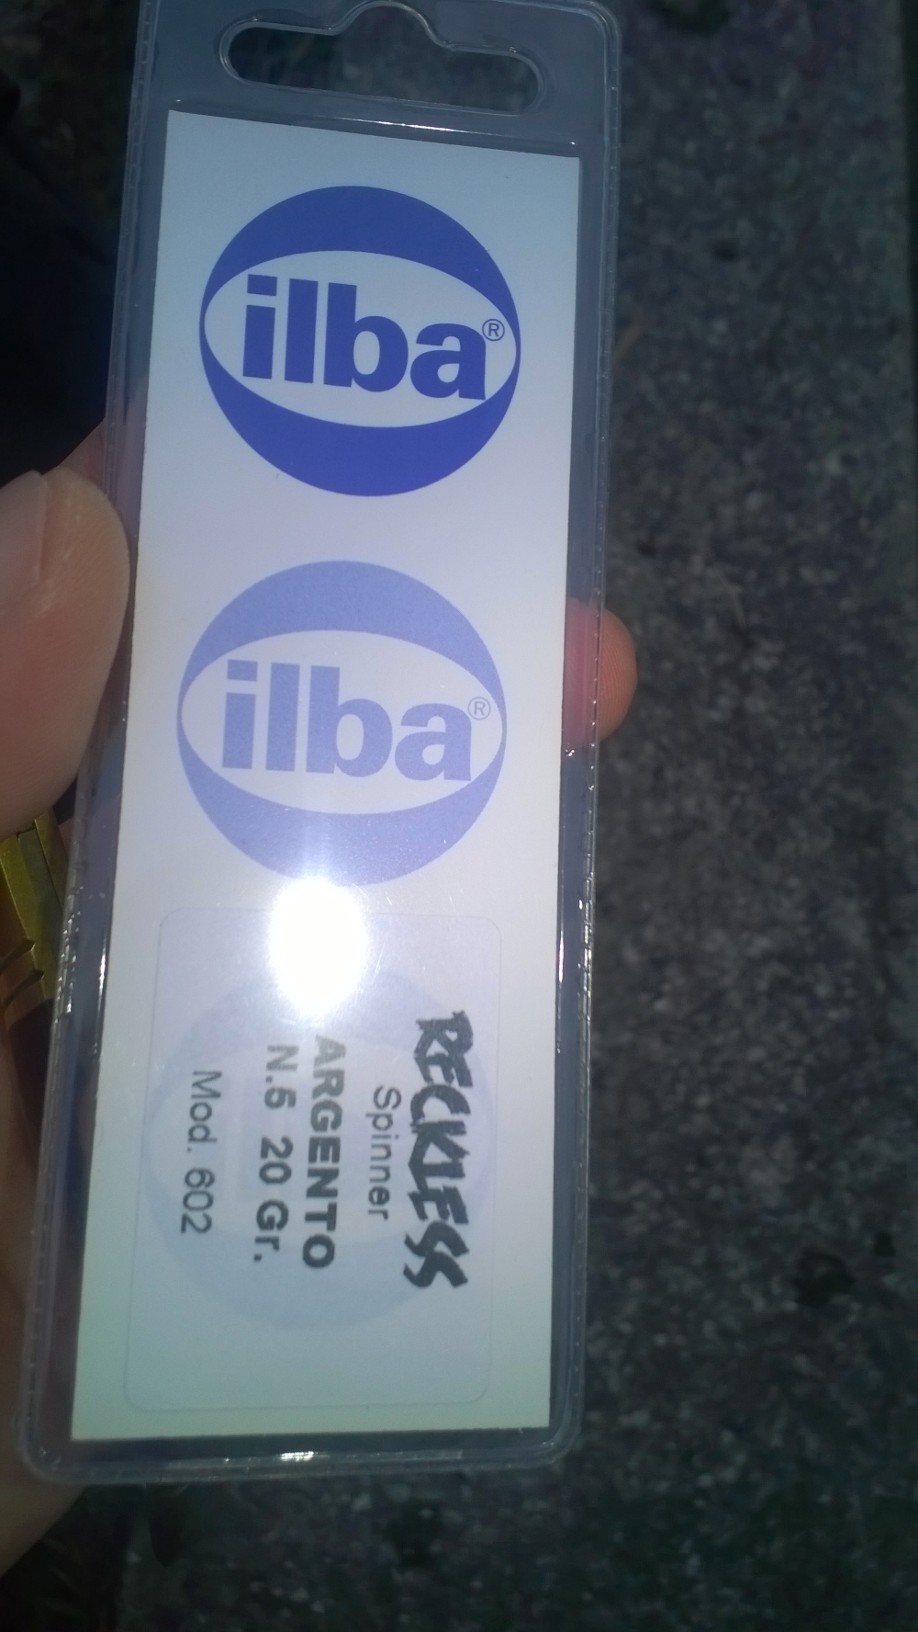 ilba®
ilba®
RECKLESS
Spinner
ARGENTO
N.5 20 Gr.
Mod. 602